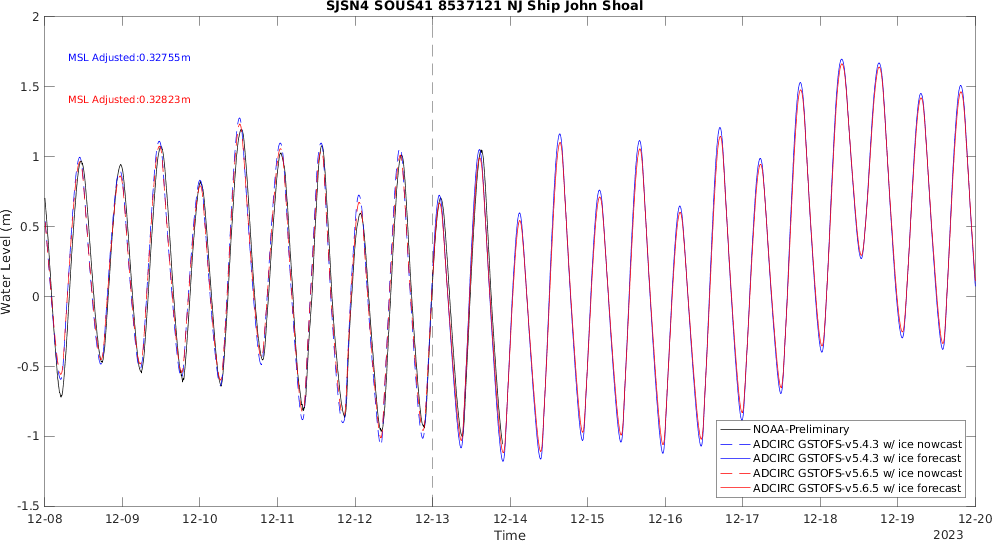 SJSN4 SOUS41 8537121 NJ Ship John Shoal
2
1.5
1
0.5
0
-0.5
-1
-1.5
Water Level (m)
MSL Adjusted:0.32755m
MSL Adjusted:0.32823m
NOAA-Preliminary
ADCIRC GSTOFS-v5.4.3 w/ ice nowcast
ADCIRC GSTOFS-v5.4.3 w/ ice forecast
ADCIRC GSTOFS-v5.6.5 w/ ice nowcast
ADCIRC GSTOFS-v5.6.5 w/ ice forecast
12-08 12-09 12-10 12-11 12-12 12-13 12-14 12-15 12-16 12-17 12-18 12-19 12-20
Time
2023